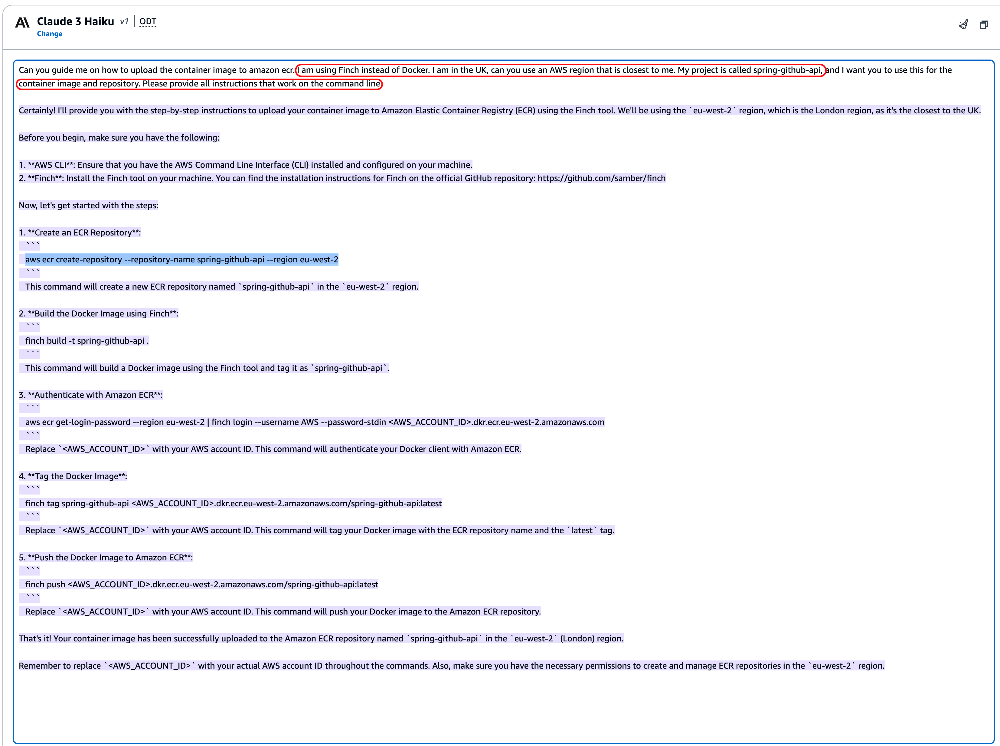 Claude 3 Haiku v1 | ODT
Change
Can you guide me on how to upload the container image to amazon ecr. I am using Finch instead of Docker. I am in the UK, can you use an AWS region that is closest to me. My project is called spring-github-api, and I want you to use this for the
container image and repository. Please provide all instructions that work on the command line.
Certainly! I'll provide you with the step-by-step instructions to upload your container image to Amazon Elastic Container Registry (ECR) using the Finch tool. We'll be using the `eu-west-2` region, which is the London region, as it's the closest to the UK.
Before you begin, make sure you have the following:
1. **AWS CLI**: Ensure that you have the AWS Command Line Interface (CLI) installed and configured on your machine.
2. **Finch**: Install the Finch tool on your machine. You can find the installation instructions for Finch on the official GitHub repository: https://github.com/samber/finch
Now, let's get started with the steps:
1. **Create an ECR Repository**:
```
aws ecr create-repository --repository-name spring-github-api --region eu-west-2
```
This command will create a new ECR repository named `spring-github-api` in the `eu-west-2` region.
2. **Build the Docker Image using Finch**:
```
finch build -t spring-github-api .
```
This command will build a Docker image using the Finch tool and tag it as `spring-github-api`.
3. **Authenticate with Amazon ECR**:
```
aws ecr get-login-password --region eu-west-2 | finch login --username AWS --password-stdin <AWS_ACCOUNT_ID>.dkr.ecr.eu-west-2.amazonaws.com
```
Replace `<AWS_ACCOUNT_ID>` with your AWS account ID. This command will authenticate your Docker client with Amazon ECR.
4. **Tag the Docker Image**:
```
finch tag spring-github-api <AWS_ACCOUNT_ID>.dkr.ecr.eu-west-2.amazonaws.com/spring-github-api:latest
```
Replace `<AWS_ACCOUNT_ID>` with your AWS account ID. This command will tag your Docker image with the ECR repository name and the `latest` tag.
5. **Push the Docker Image to Amazon ECR**:
```
finch push <AWS_ACCOUNT_ID>.dkr.ecr.eu-west-2.amazonaws.com/spring-github-api:latest
```
Replace `<AWS_ACCOUNT_ID>` with your AWS account ID. This command will push your Docker image to the Amazon ECR repository.
That's it! Your container image has been successfully uploaded to the Amazon ECR repository named `spring-github-api` in the `eu-west-2` (London) region.
Remember to replace `<AWS_ACCOUNT_ID>` with your actual AWS account ID throughout the commands. Also, make sure you have the necessary permissions to create and manage ECR repositories in the `eu-west-2` region.